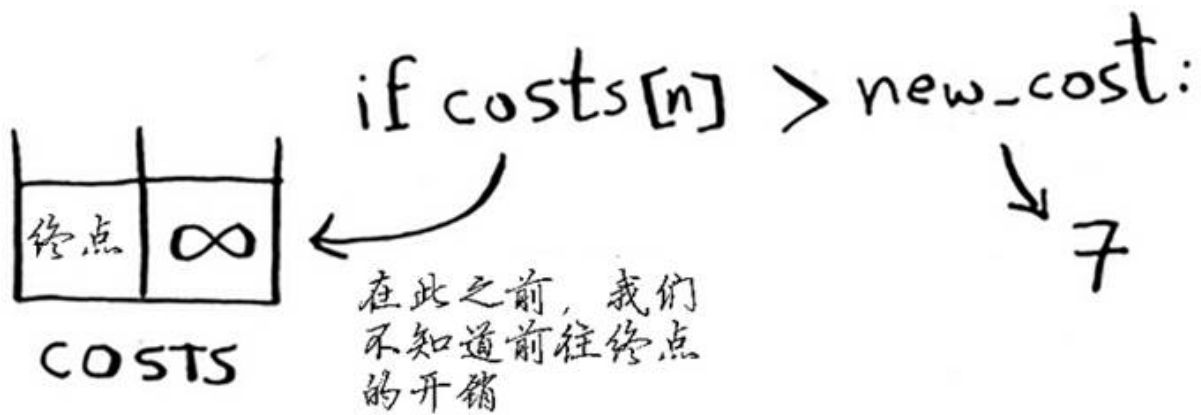 if costs[n] > new_cost:
终点 ∞
7
在此之前，我们
不知道前往终点
的开销
COSTS